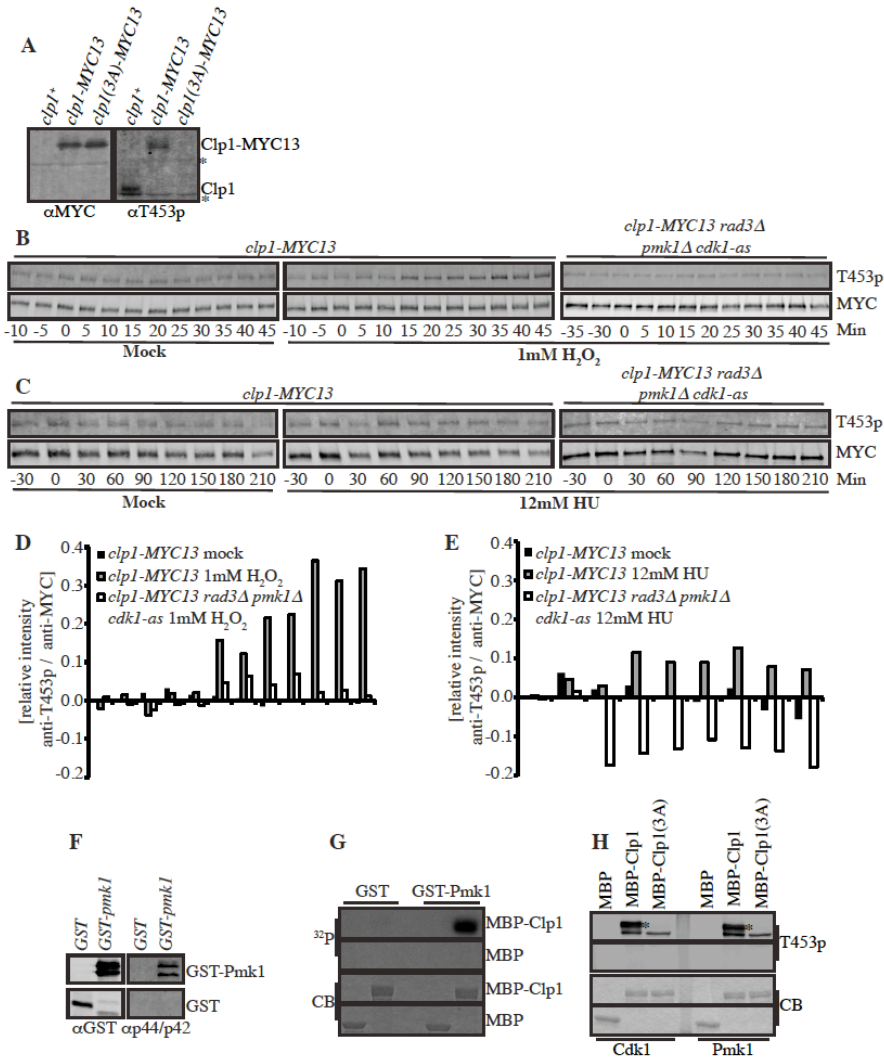 A
clp1+
clp1-MYC13
clp1(3A)-MYC13
clp1+
clp1-MYC13
clp1(3A)-MYC13
Clp1-MYC13
*
Clp1
*
αMYC αT453p
B
clp1-MYC13
clp1-MYC13 rad3Δ
pmk1Δ cdk1-as
T453p
MYC
-10 -5 0 5 10 15 20 25 30 35 40 45 -10 -5 0 5 10 15 20 25 30 35 40 45 -35 -30 0 5 10 15 20 25 30 35 40 45 Min
Mock 1mM H2O2
C
clp1-MYC13
clp1-MYC13 rad3Δ
pmk1Δ cdk1-as
T453p
MYC
-30 0 30 60 90 120 150 180 210 -30 0 30 60 90 120 150 180 210 -30 0 30 60 90 120 150 180 210 Min
Mock 12mM HU
D
[relative intensity
anti-T453p / anti-MYC]
0.4
0.3
0.2
0.1
0.0
-0.1
-0.2
clp1-MYC13 mock
clp1-MYC13 1mM H2O2
clp1-MYC13 rad3Δ pmk1Δ
cdk1-as 1mM H2O2
E
[relative intensity
anti-T453p / anti-MYC]
0.4
0.3
0.2
0.1
0.0
-0.1
-0.2
clp1-MYC13 mock
clp1-MYC13 12mM HU
clp1-MYC13 rad3Δ pmk1Δ
cdk1-as 12mM HU
F
GST
GST-pmk1
GST
GST-pmk1
GST-Pmk1
GST
αGST αp44/p42
G
GST GST-Pmk1
32P
MBP-Clp1
MBP
CB
MBP-Clp1
MBP
H
MBP
MBP-Clp1
MBP-Clp1(3A)
MBP
MBP-Clp1
MBP-Clp1(3A)
* *
T453p
CB
Cdk1 Pmk1